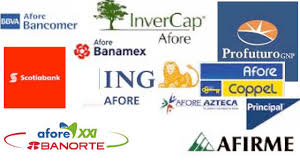 BBVA
Afore
Bancomer
InverCap
Afore
Profuturo GNP
Afore
Banamex
Scotiabank
ING
AFORE
Afore
Coppel
AFORE AZTECA
Principal
afore XXI
BANORTE
AFIRME